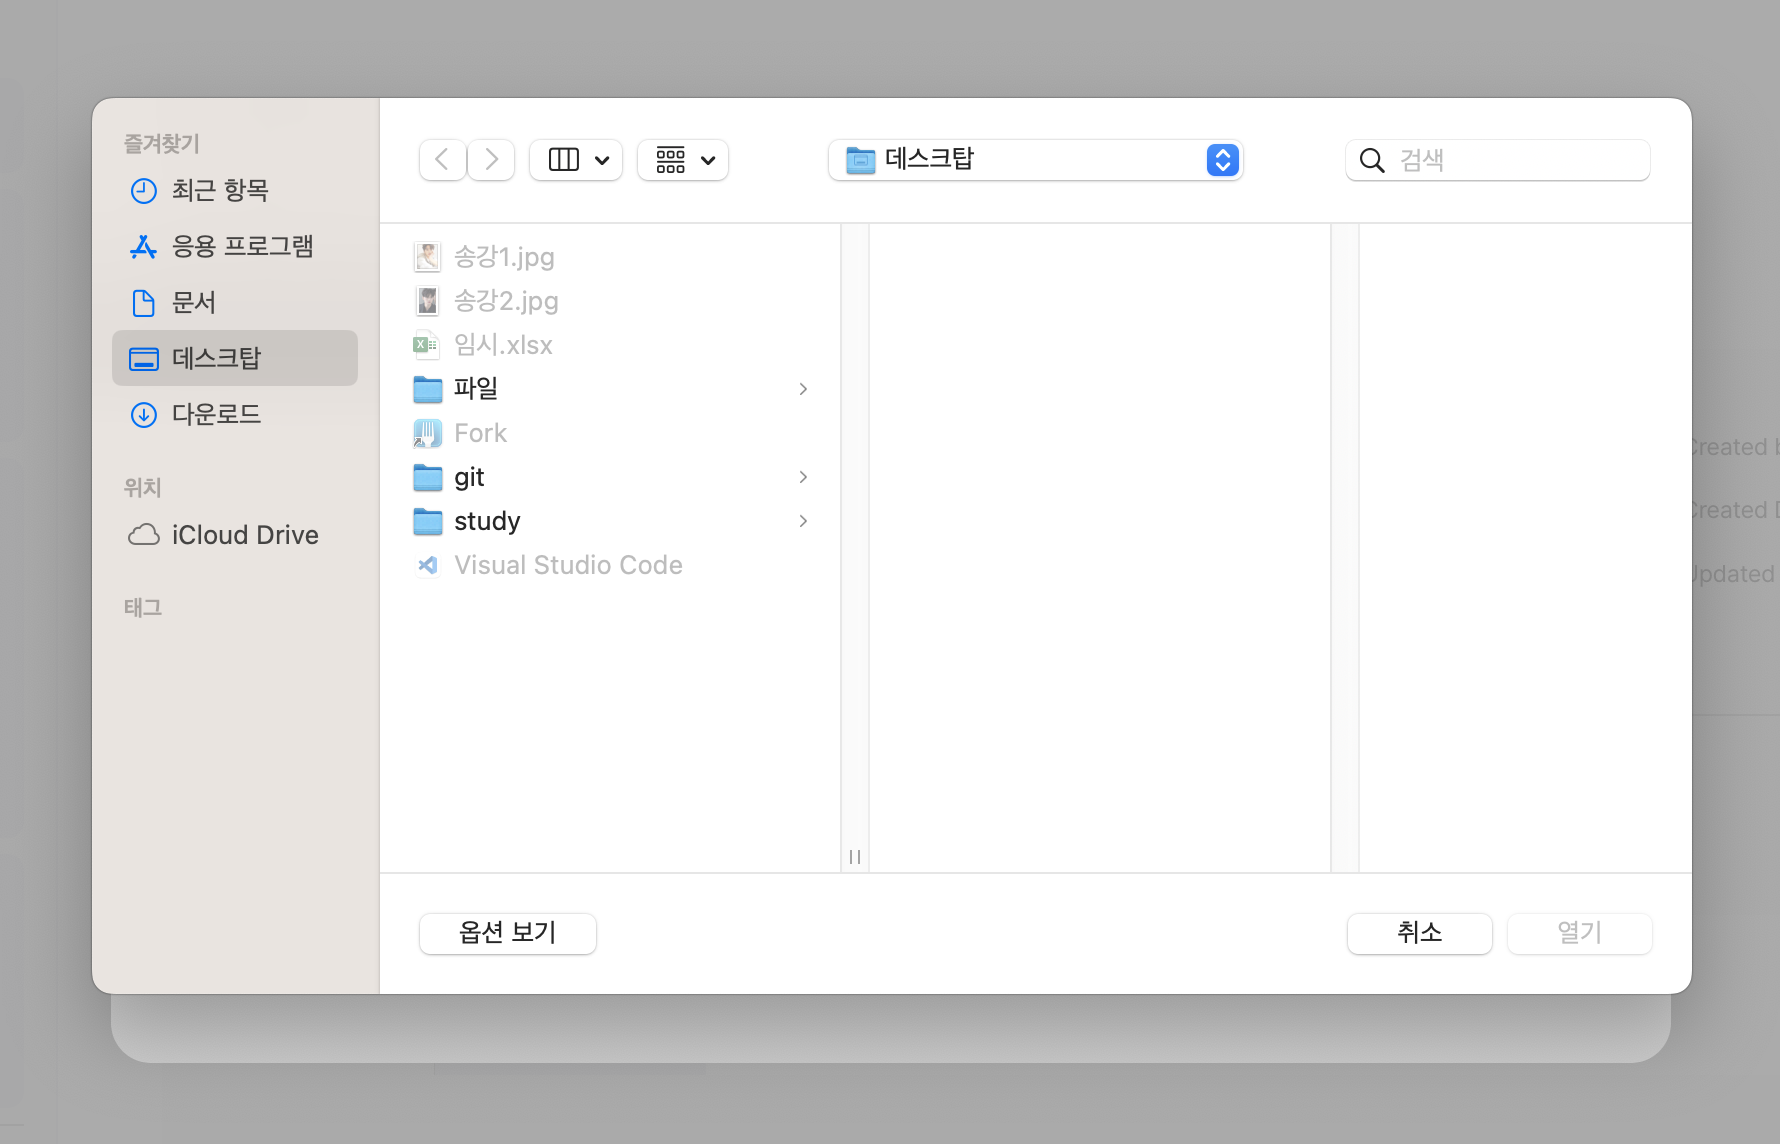 즐겨찾기
최근 항목
응용 프로그램
문서
데스크탑
다운로드
위치
iCloud Drive
태그
데스크탑
검색
송강1.jpg
송강2.jpg
임시.xlsx
파일
Fork
git
study
Visual Studio Code
옵션 보기
취소
열기
Created
Created
Updated